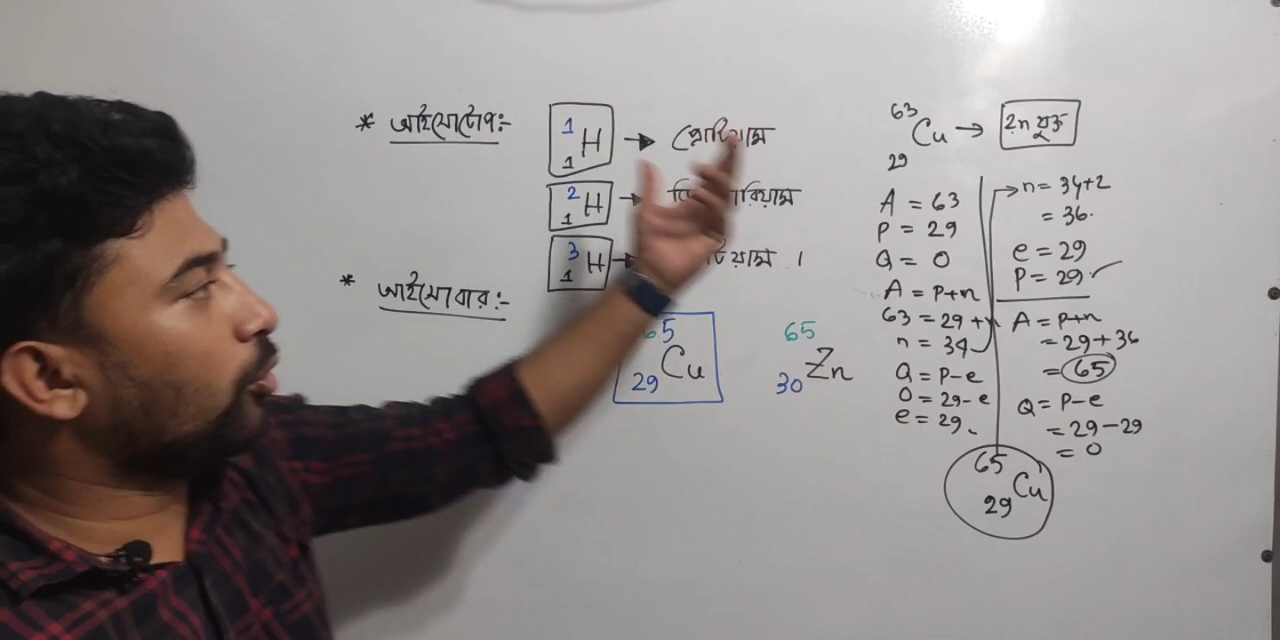 * আইসোটোপ:-
1 1 H → প্রোটিয়াম
2 1 H →
3 1 H →
* আইসোবার:-
65 29 Cu
65 30 Zn
63 29 Cu → 2n যুক্ত
A = 63
P = 29
Q = 0
A = P+n
63 = 29 + n
n = 34
Q = P-e
0 = 29-e
e = 29
n = 34+2
= 36.
e = 29
P = 29 ✓
A = P+n
= 29+36
= 65
Q = P-e
= 29-29
= 0
65 29 Cu